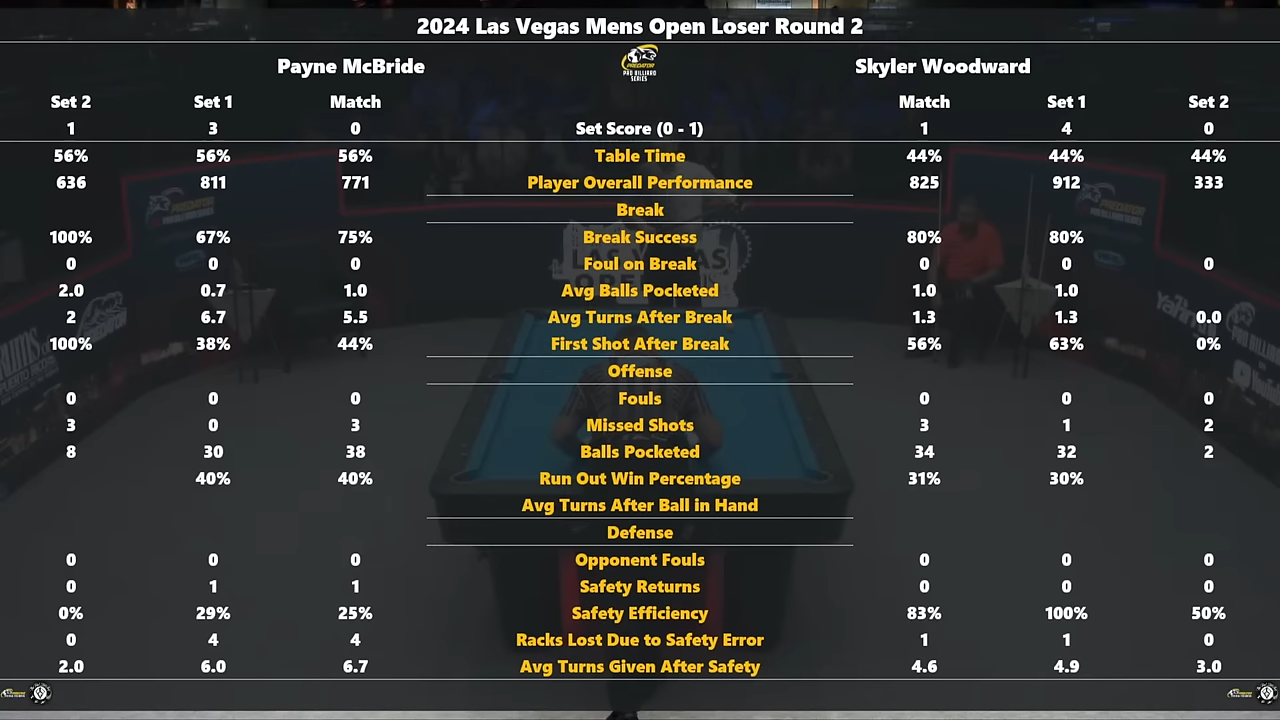 2024 Las Vegas Mens Open Loser Round 2
Payne McBride Skyler Woodward
PREDATOR
PRO BILLIARD
SERIES
Set 2 Set 1 Match Match Set 1 Set 2
1 3 0 Set Score (0 - 1) 1 4 0
56% 56% 56% Table Time 44% 44% 44%
636 811 771 Player Overall Performance 825 912 333
Break
100% 67% 75% Break Success 80% 80%
0 0 0 Foul on Break 0 0 0
2.0 0.7 1.0 Avg Balls Pocketed 1.0 1.0
2 6.7 5.5 Avg Turns After Break 1.3 1.3 0.0
100% 38% 44% First Shot After Break 56% 63% 0%
Offense
0 0 0 Fouls 0 0 0
3 0 3 Missed Shots 3 1 2
8 30 38 Balls Pocketed 34 32 2
40% 40% Run Out Win Percentage 31% 30%
Avg Turns After Ball in Hand
Defense
0 0 0 Opponent Fouls 0 0 0
0 1 1 Safety Returns 0 0 0
0% 29% 25% Safety Efficiency 83% 100% 50%
0 4 4 Racks Lost Due to Safety Error 1 1 0
2.0 6.0 6.7 Avg Turns Given After Safety 4.6 4.9 3.0